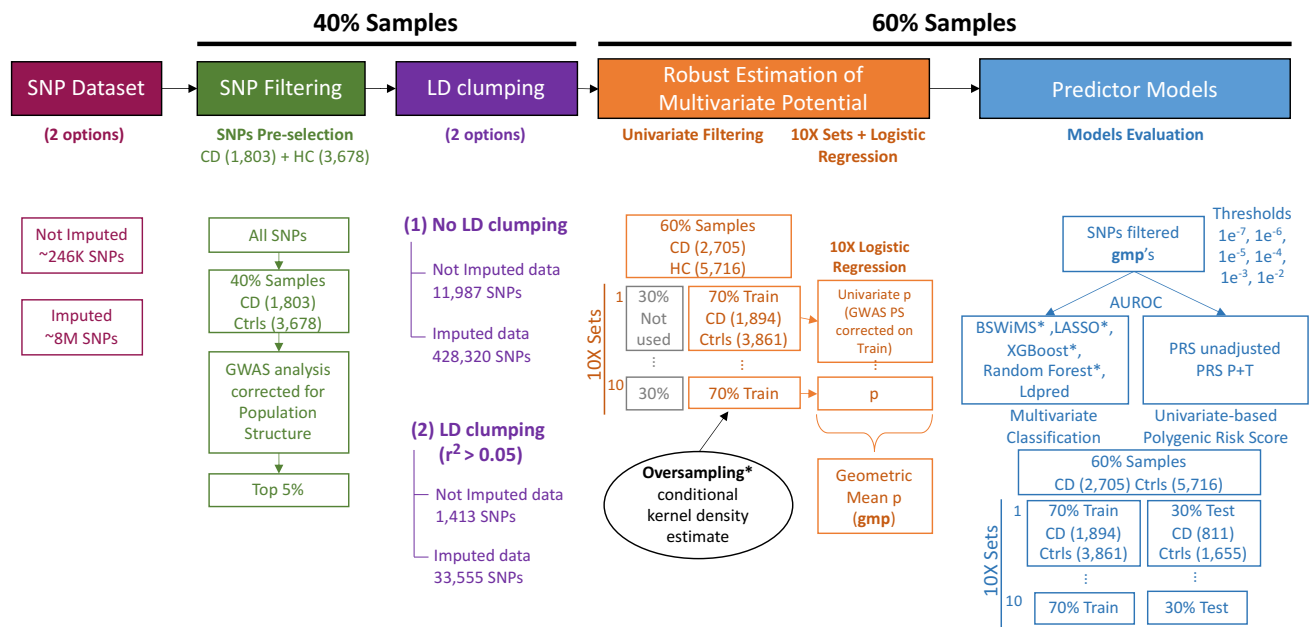 40% Samples
60% Samples
SNP Dataset
(2 options)
SNP Filtering
SNPs Pre-selection
CD (1,803) + HC (3,678)
LD clumping
(2 options)
Robust Estimation of
Multivariate Potential
Univariate Filtering
10X Sets + Logistic
Regression
Predictor Models
Models Evaluation
Not Imputed
~246K SNPs
Imputed
~8M SNPs
All SNPs
40% Samples
CD (1,803)
Ctrls (3,678)
GWAS analysis
corrected for
Population
Structure
Top 5%
(1) No LD clumping
Not Imputed data
11,987 SNPs
Imputed data
428,320 SNPs
(2) LD clumping
(r² > 0.05)
Not Imputed data
1,413 SNPs
Imputed data
33,555 SNPs
60% Samples
CD (2,705)
HC (5,716)
10X Sets
1
30%
Not
used
⋮
10
30%
70% Train
CD (1,894)
Ctrls (3,861)
⋮
70% Train
10X Logistic
Regression
Univariate p
(GWAS PS
corrected on
Train)
⋮
p
Oversampling*
conditional
kernel density
estimate
Geometric
Mean p
(gmp)
SNPs filtered
gmp's
Thresholds
1e⁻⁷, 1e⁻⁶,
1e⁻⁵, 1e⁻⁴,
1e⁻³, 1e⁻²
AUROC
BSWiMS* ,LASSO*,
XGBoost*,
Random Forest*,
Ldpred
Multivariate
Classification
PRS unadjusted
PRS P+T
Univariate-based
Polygenic Risk Score
60% Samples
CD (2,705) Ctrls (5,716)
10X Sets
1
70% Train
CD (1,894)
Ctrls (3,861)
⋮
10
70% Train
30% Test
CD (811)
Ctrls (1,655)
⋮
30% Test